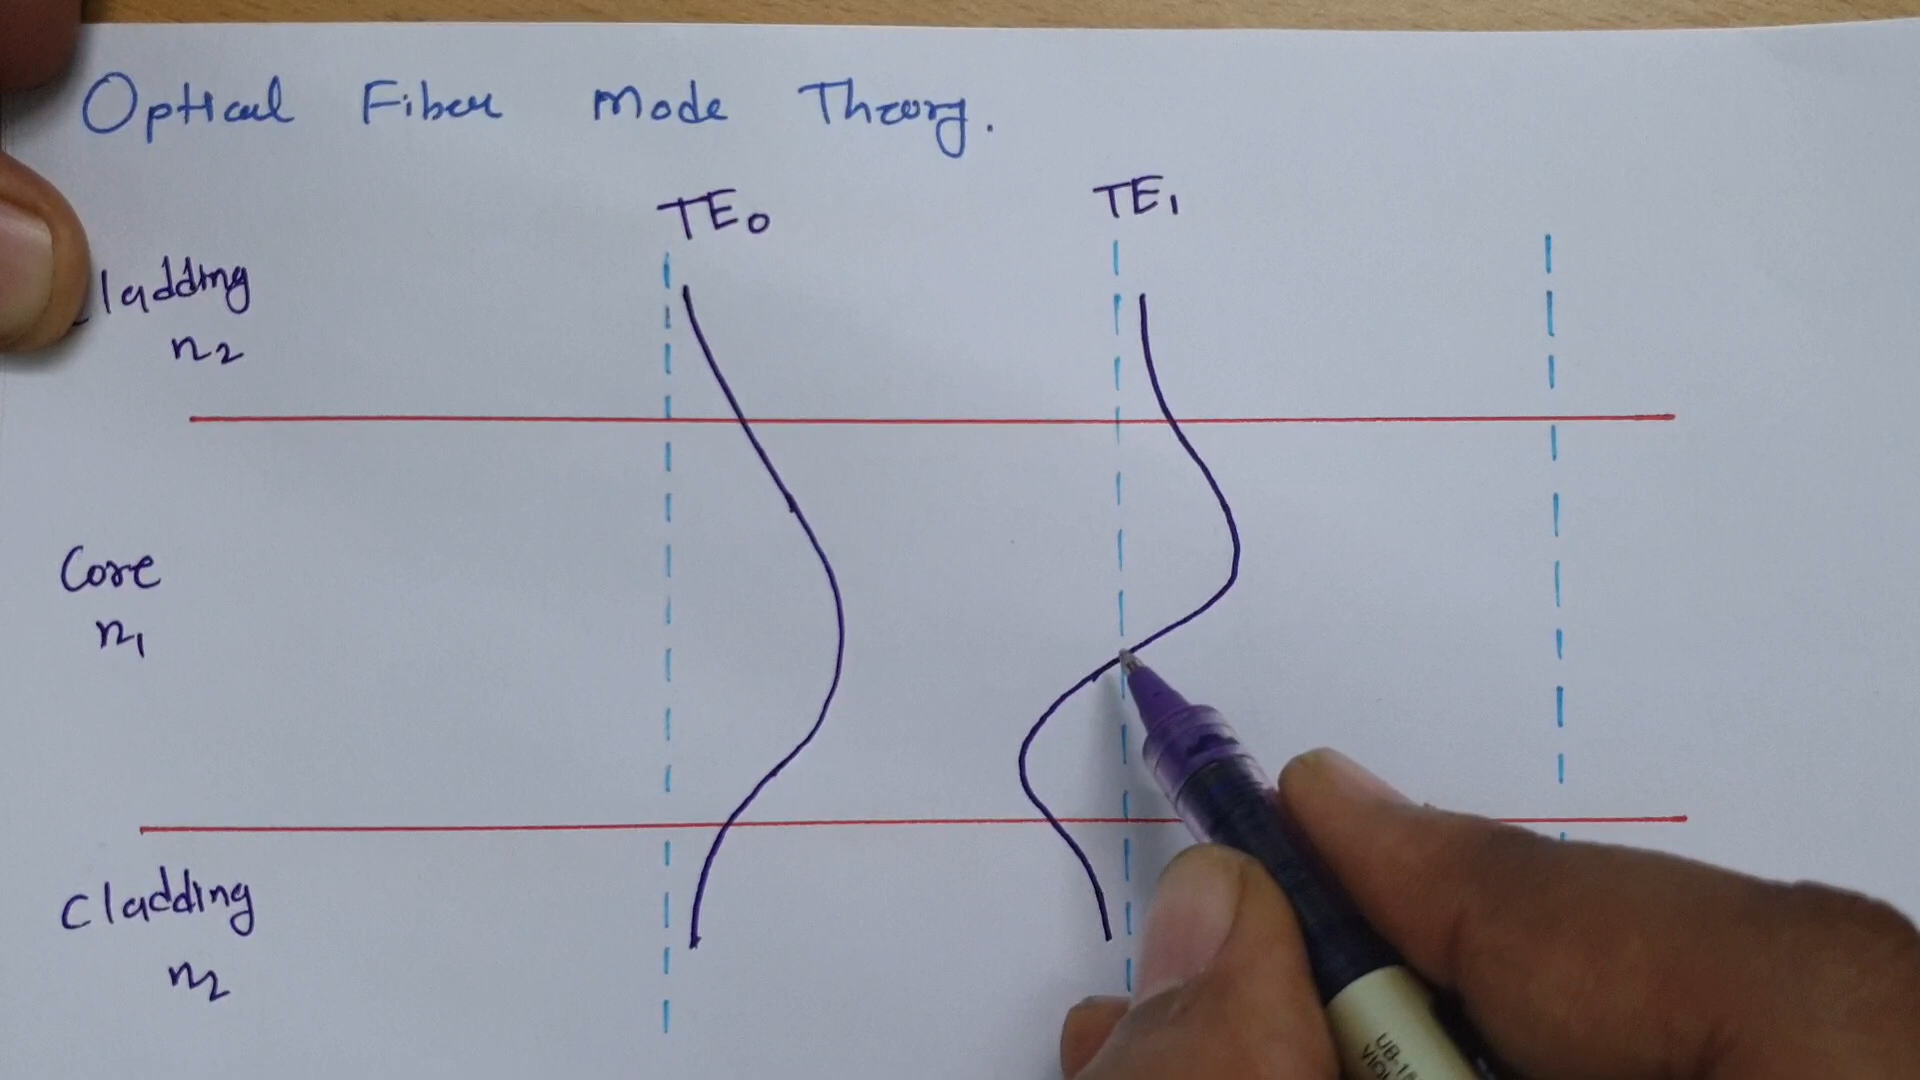 Optical Fiber Mode Theory.
TE0 TE1
Cladding
n2
Core
n1
Cladding
n2